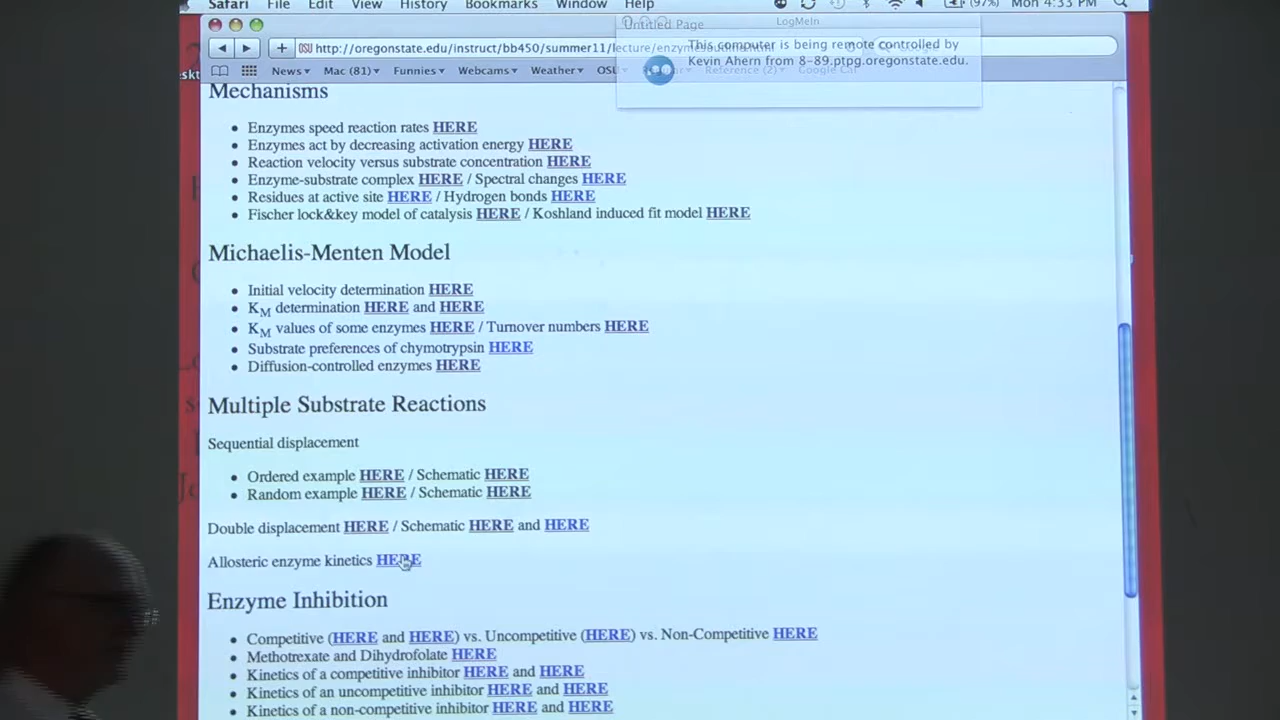 Safari File Edit View History Bookmarks Window Help (97%) Mon 4:33 PM
Untitled Page LogMeIn
http://oregonstate.edu/instruct/bb450/summer11/lecture/enzym
This computer is being remote controlled by
Kevin Ahern from 8-89.ptpg.oregonstate.edu.
News Mac (81) Funnies Webcams Weather OSU Reference (2) Google Cal
Mechanisms
• Enzymes speed reaction rates HERE
• Enzymes act by decreasing activation energy HERE
• Reaction velocity versus substrate concentration HERE
• Enzyme-substrate complex HERE / Spectral changes HERE
• Residues at active site HERE / Hydrogen bonds HERE
• Fischer lock&key model of catalysis HERE / Koshland induced fit model HERE
Michaelis-Menten Model
• Initial velocity determination HERE
• KM determination HERE and HERE
• KM values of some enzymes HERE / Turnover numbers HERE
• Substrate preferences of chymotrypsin HERE
• Diffusion-controlled enzymes HERE
Multiple Substrate Reactions
Sequential displacement
• Ordered example HERE / Schematic HERE
• Random example HERE / Schematic HERE
Double displacement HERE / Schematic HERE and HERE
Allosteric enzyme kinetics HERE
Enzyme Inhibition
• Competitive (HERE and HERE) vs. Uncompetitive (HERE) vs. Non-Competitive HERE
• Methotrexate and Dihydrofolate HERE
• Kinetics of a competitive inhibitor HERE and HERE
• Kinetics of an uncompetitive inhibitor HERE and HERE
• Kinetics of a non-competitive inhibitor HERE and HERE